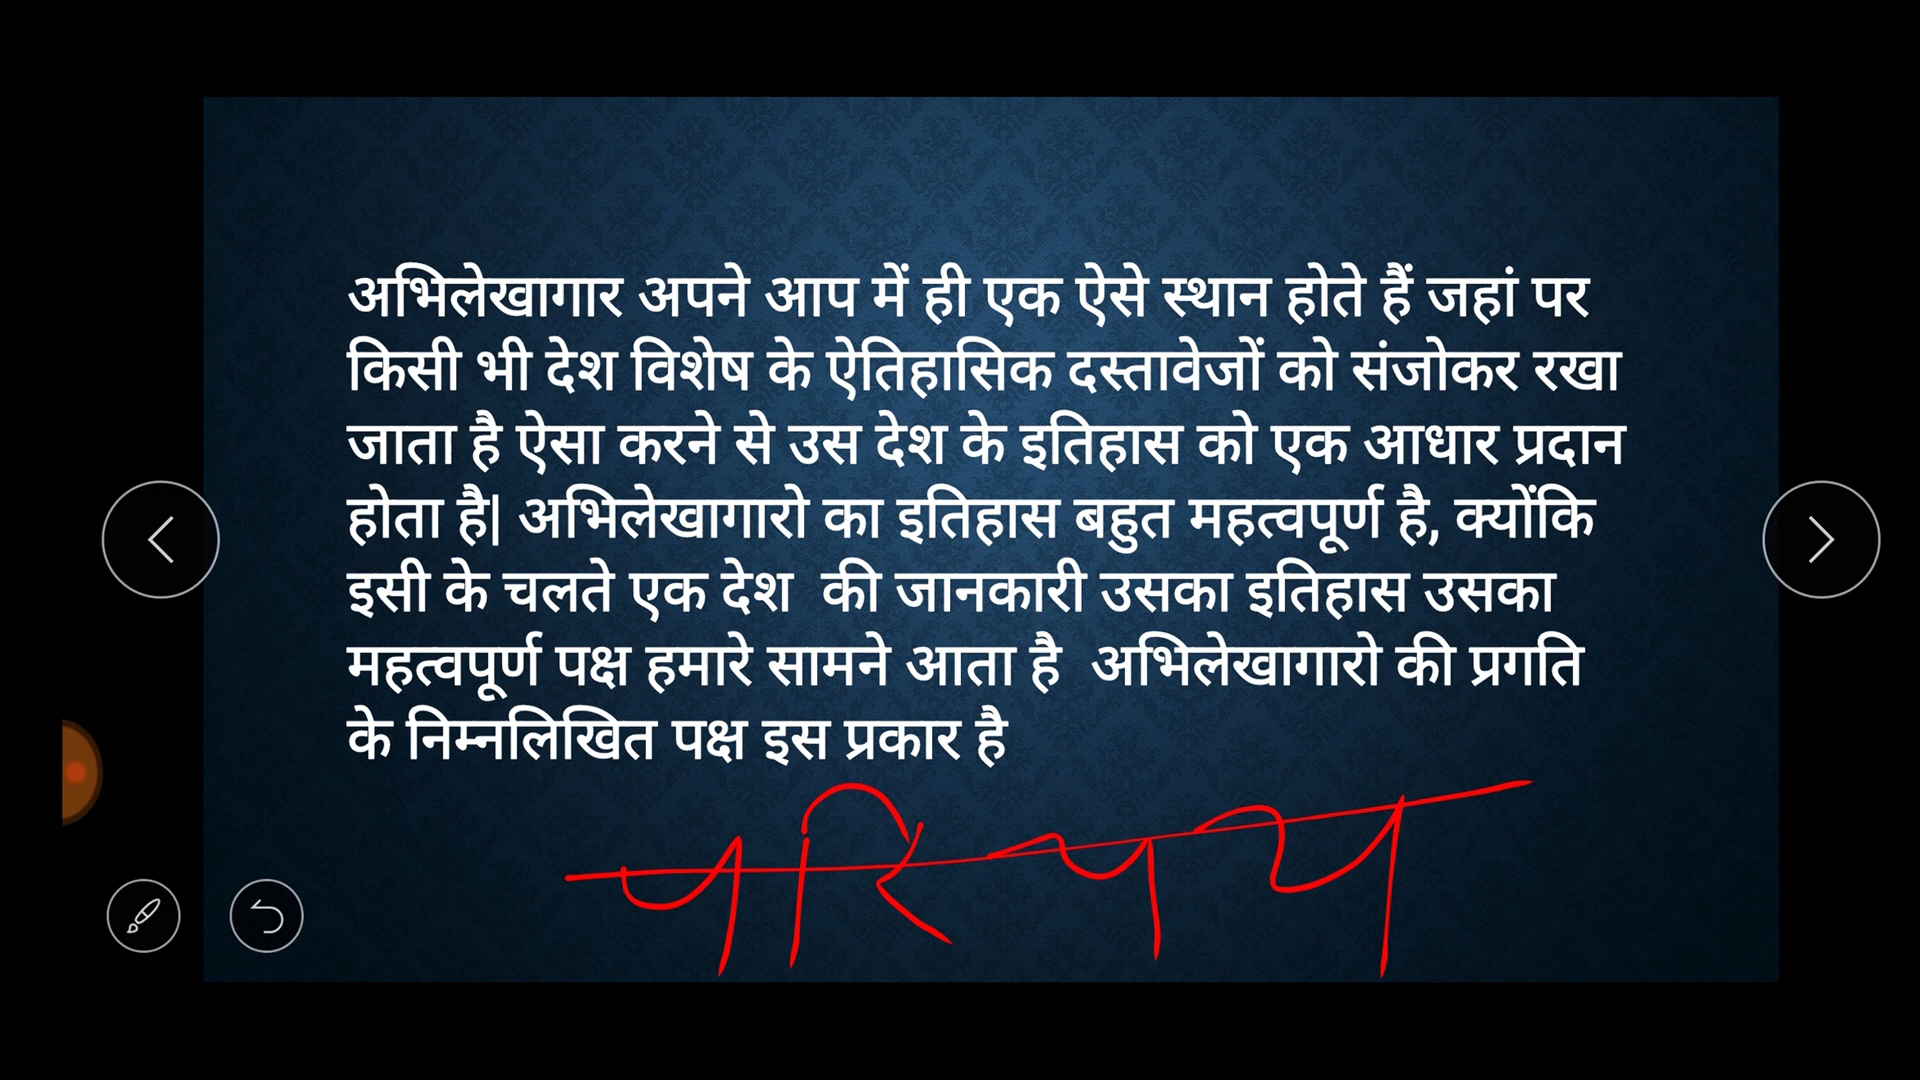 अभिलेखागार अपने आप में ही एक ऐसे स्थान होते हैं जहां पर
किसी भी देश विशेष के ऐतिहासिक दस्तावेजों को संजोकर रखा
जाता है ऐसा करने से उस देश के इतिहास को एक आधार प्रदान
होता है| अभिलेखागारो का इतिहास बहुत महत्वपूर्ण है, क्योंकि
इसी के चलते एक देश  की जानकारी उसका इतिहास उसका
महत्वपूर्ण पक्ष हमारे सामने आता है  अभिलेखागारो की प्रगति
के निम्नलिखित पक्ष इस प्रकार है
परिचय